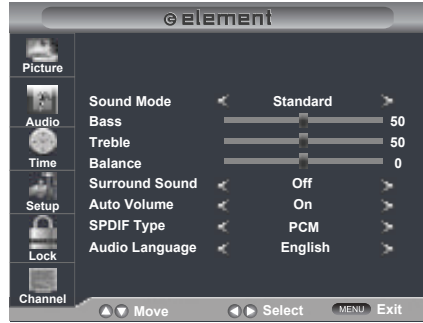 element
Picture
Audio
Time
Setup
Lock
Channel
Sound Mode Standard
Bass 50
Treble 50
Balance 0
Surround Sound Off
Auto Volume On
SPDIF Type PCM
Audio Language English
Move Select MENU Exit